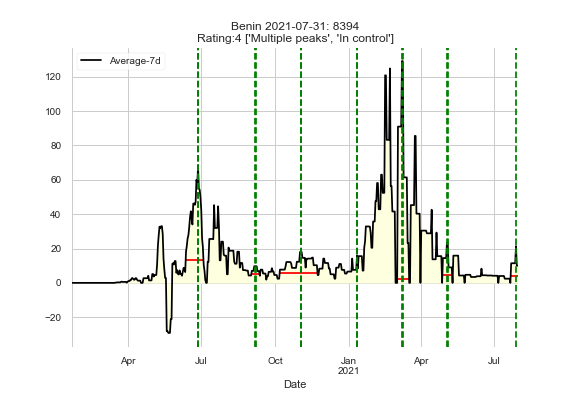 Benin 2021-07-31: 8394
Rating:4 ['Multiple peaks', 'In control']
Average-7d
120
100
80
60
40
20
0
−20
Apr
Jul
Oct
Jan
2021
Apr
Jul
Date